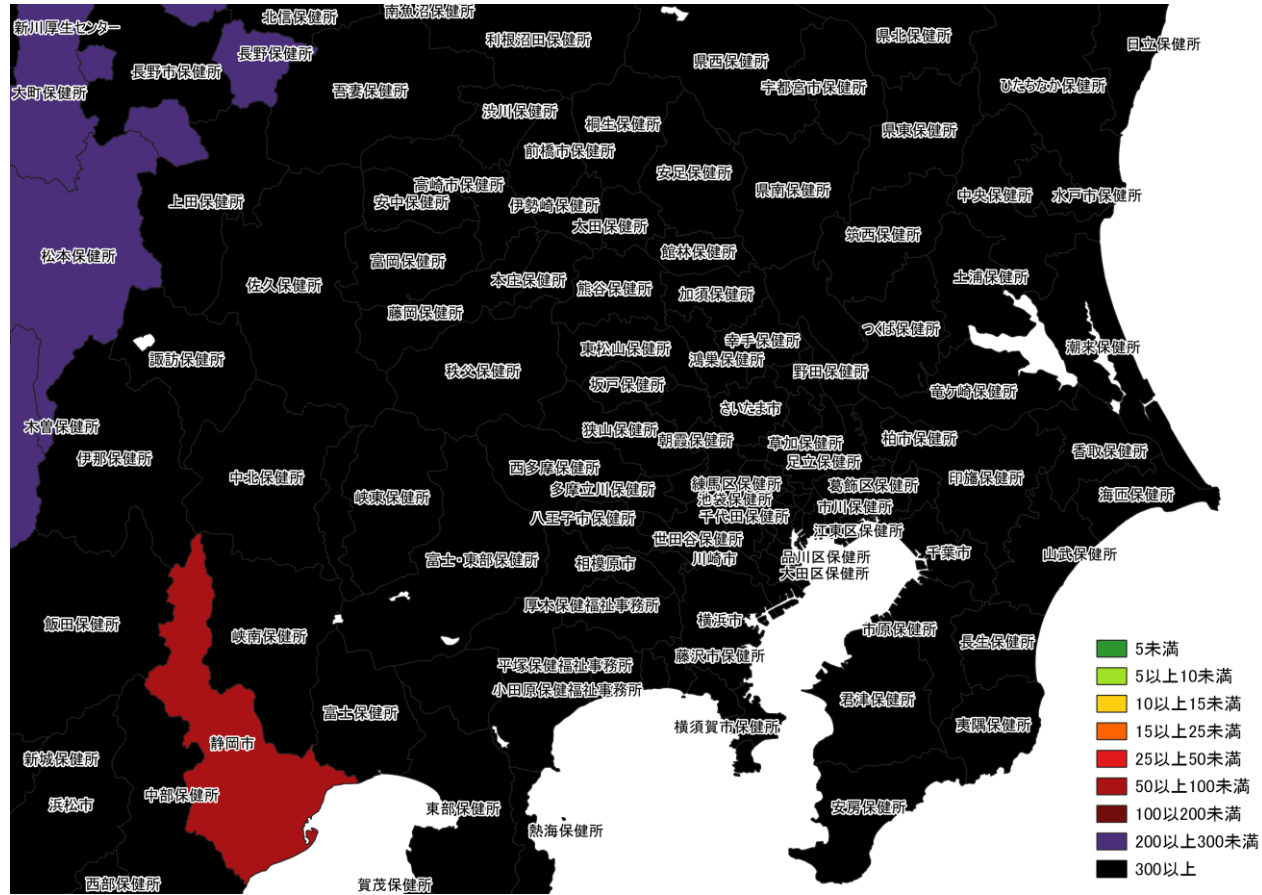 南魚沼保健所
北信保健所
新川厚生センター
県北保健所
利根沼田保健所
日立保健所
長野保健所
県西保健所
長野市保健所
宇都宮市保健所
ひたちなか保健所
大町保健所
吾妻保健所
渋川保健所
桐生保健所
県東保健所
前橋市保健所
安足保健所
高崎市保健所
県南保健所
中央保健所
水戸市保健所
上田保健所
安中保健所
伊勢崎保健所
太田保健所
筑西保健所
松本保健所
館林保健所
富岡保健所
土浦保健所
佐久保健所
本庄保健所
熊谷保健所
加須保健所
藤岡保健所
つくば保健所
幸手保健所
東松山保健所
潮来保健所
諏訪保健所
鴻巣保健所
秩父保健所
野田保健所
坂戸保健所
竜ケ崎保健所
さいたま市
木曽保健所
狭山保健所
朝霞保健所
草加保健所
柏市保健所
伊那保健所
香取保健所
足立保健所
西多摩保健所
中北保健所
印旛保健所
練馬区保健所
葛飾区保健所
多摩立川保健所
海匝保健所
峡東保健所
池袋保健所
市川保健所
千代田保健所
八王子市保健所
江東区保健所
世田谷保健所
千葉市
山武保健所
富士・東部保健所
相模原市
川崎市
品川区保健所
大田区保健所
厚木保健福祉事務所
横浜市
飯田保健所
市原保健所
峡南保健所
長生保健所
藤沢市保健所
平塚保健福祉事務所
小田原保健福祉事務所
君津保健所
富士保健所
横須賀市保健所
夷隅保健所
静岡市
新城保健所
中部保健所
浜松市
東部保健所
安房保健所
熱海保健所
西部保健所
賀茂保健所
5未満
5以上10未満
10以上15未満
15以上25未満
25以上50未満
50以上100未満
100以200未満
200以上300未満
300以上